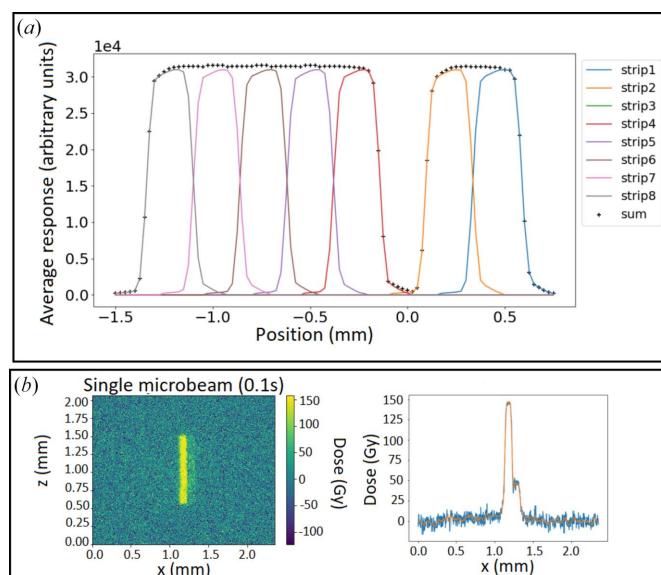 (a)
1e4
Average response (arbitrary units)
3.0
2.5
2.0
1.5
1.0
0.5
0.0
−1.5 −1.0 −0.5 0.0 0.5
Position (mm)
strip1
strip2
strip3
strip4
strip5
strip6
strip7
strip8
sum
(b)
Single microbeam (0.1s)
z (mm)
2.00
1.75
1.50
1.25
1.00
0.75
0.50
0.25
0.00
0.0 0.5 1.0 1.5 2.0
x (mm)
150
100
50
0
−50
−100
Dose (Gy)
Dose (Gy)
150
125
100
75
50
25
0
0.0 0.5 1.0 1.5 2.0
x (mm)